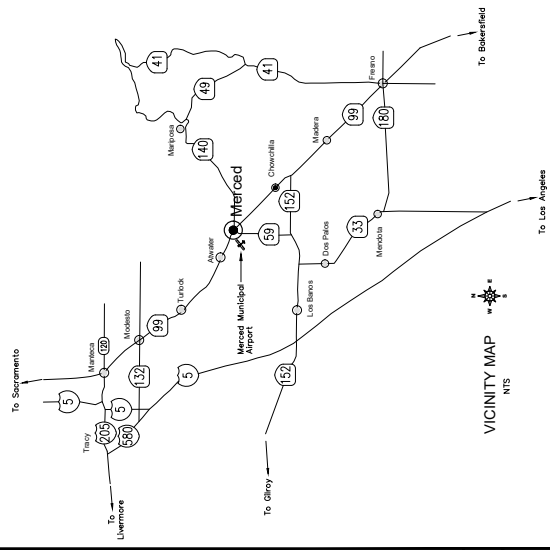 To Bakersfield
41
41
49
Fresno
99
180
Mariposa
140
Madera
Chowchilla
Merced
152
59
33
Mendota
Dos Palos
To Los Angeles
Atwater
Merced Municipal
Airport
Turlock
Los Banos
99
Modesto
120
Manteca
To Sacramento
132
5
5
5
152
205
580
Tracy
To Gilroy
To
Livermore
N
E
S
W
VICINITY MAP
NTS